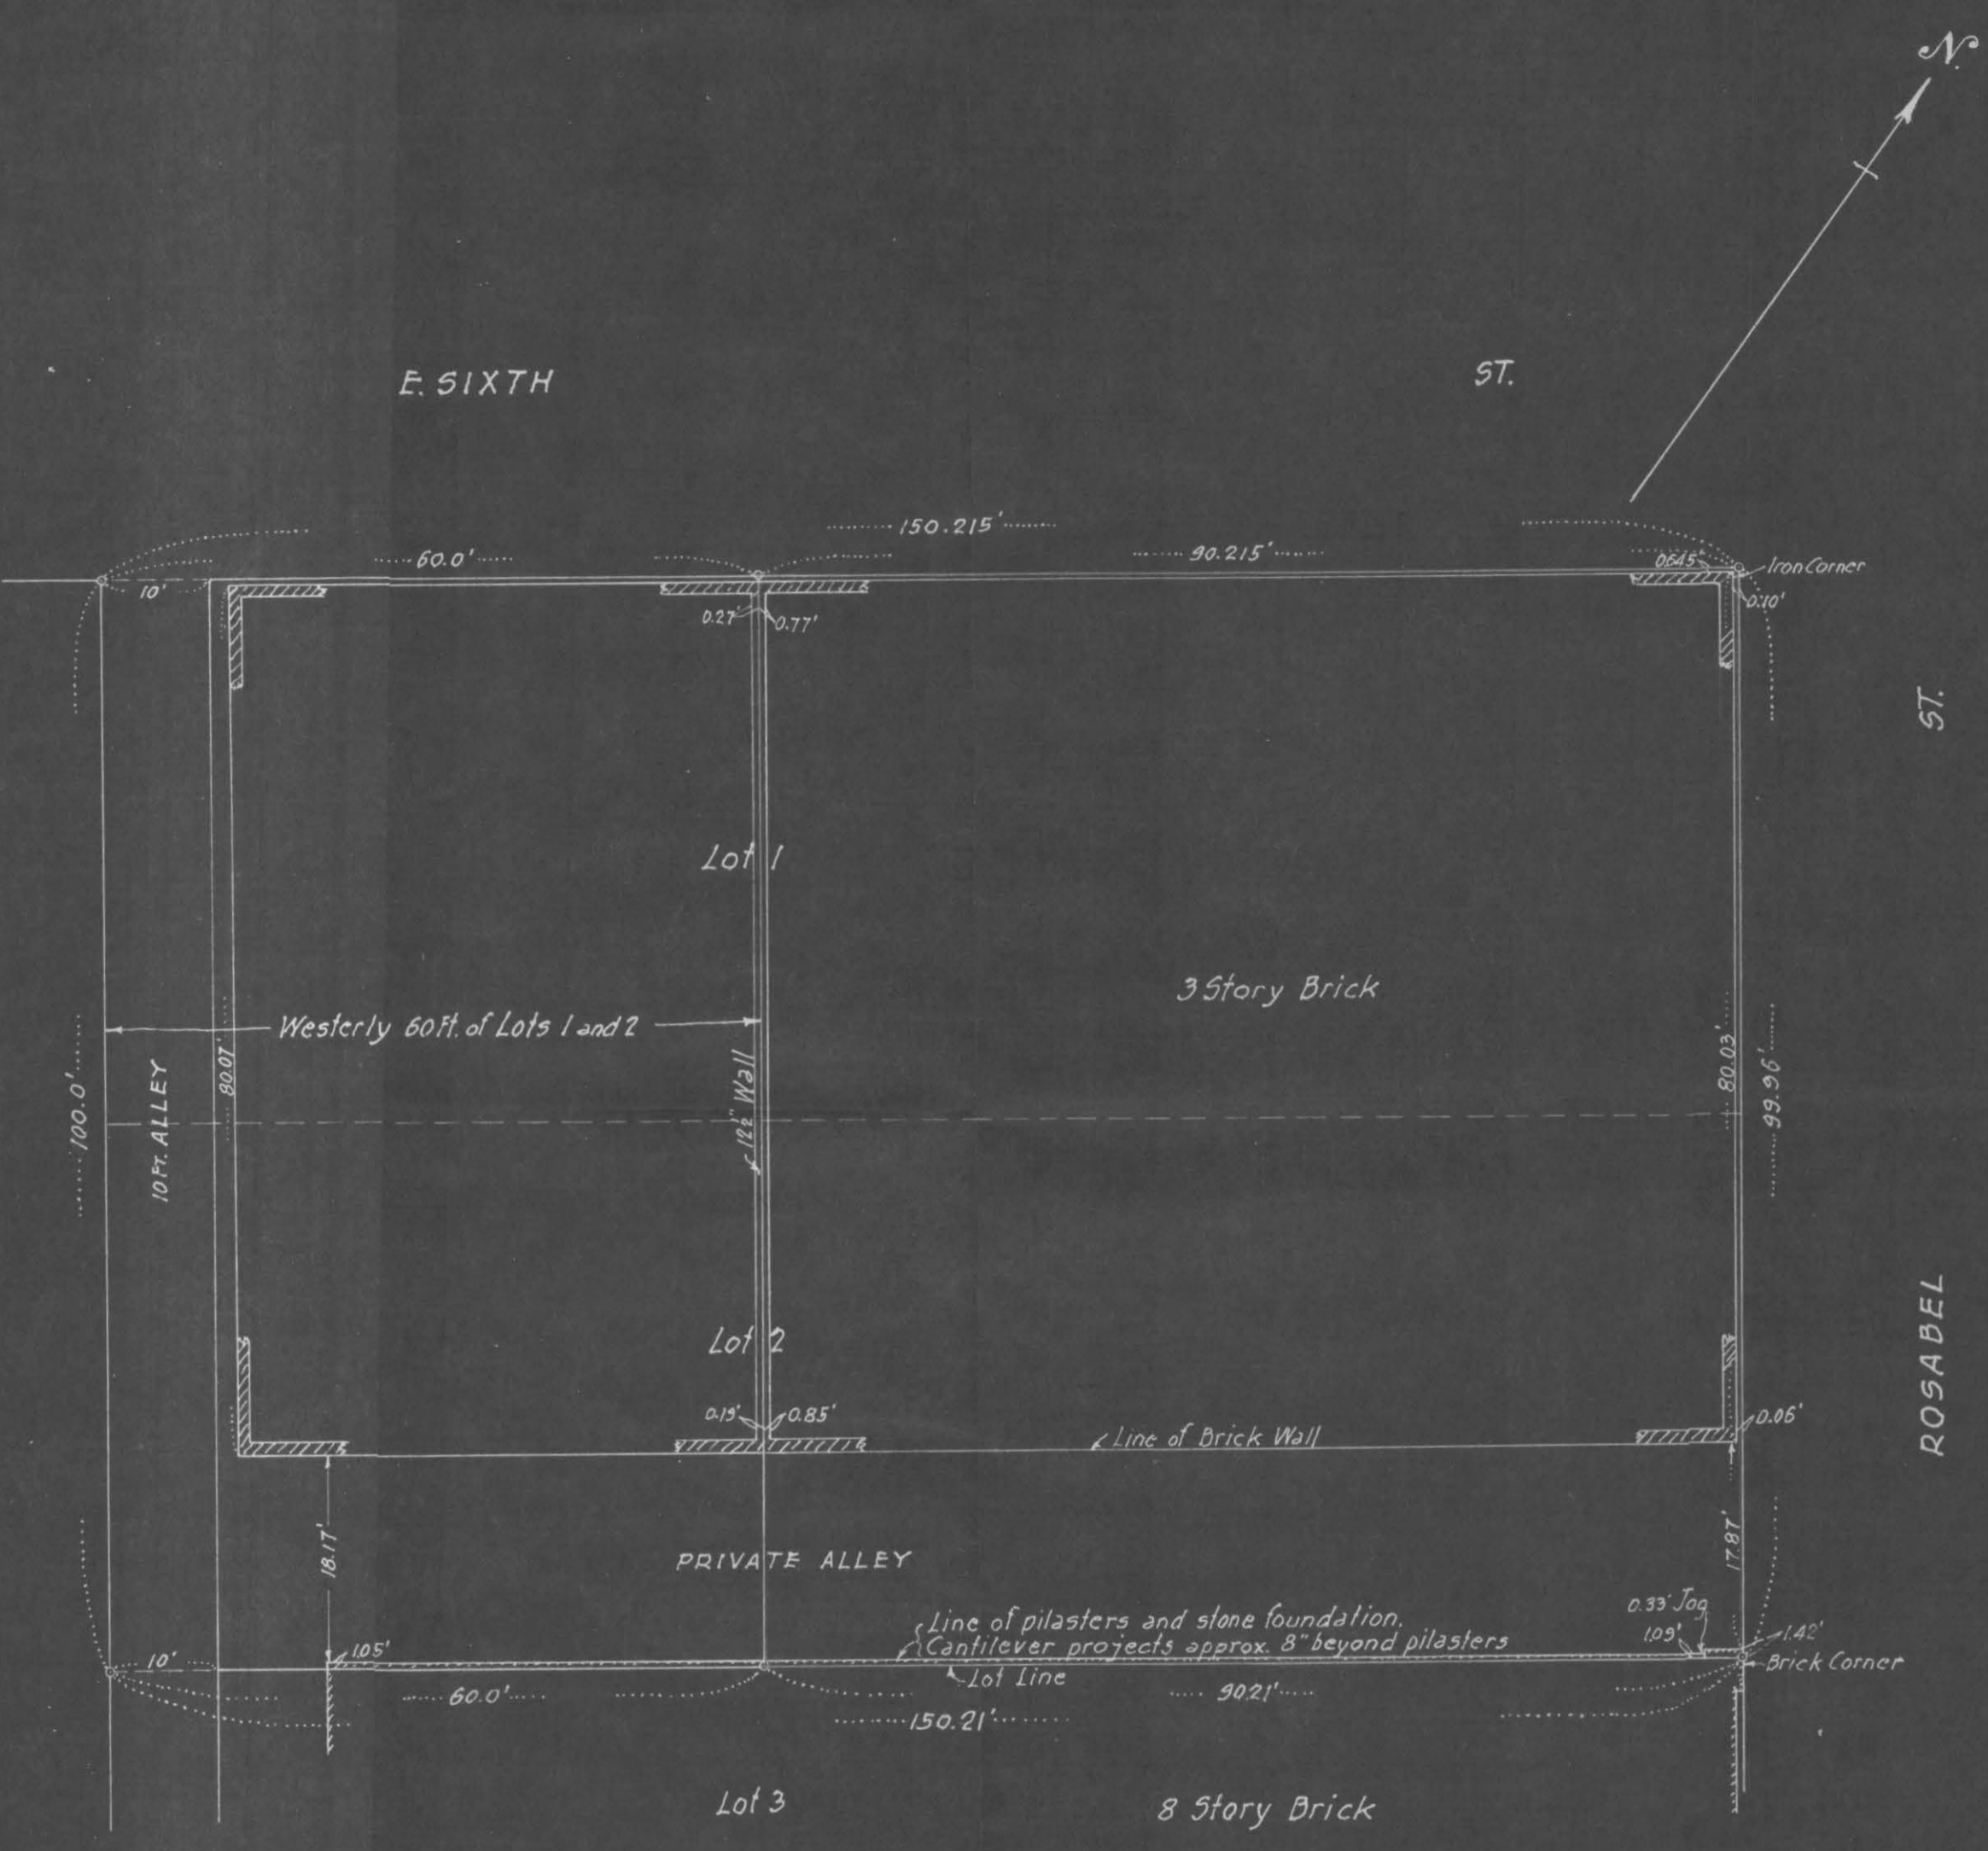 N.
E. SIXTH ST.
150.215'
60.0'
90.215'
0.645'
Iron Corner
10'
0.10'
0.27'
0.77'
ST.
Lot 1
3 Story Brick
Westerly 60 Ft. of Lots 1 and 2
100.0'
10 FT. ALLEY
80.07'
12½" Wall
80.03'
99.96'
ROSABEL
Lot 2
0.19'
0.85'
Line of Brick Wall
0.06'
18.17'
PRIVATE ALLEY
17.87'
0.33' Jog
Line of pilasters and stone foundation.
Cantilever projects approx. 8" beyond pilasters
1.09'
1.42'
1.05'
10'
Brick Corner
Lot Line
60.0'
90.21'
150.21'
Lot 3
8 Story Brick